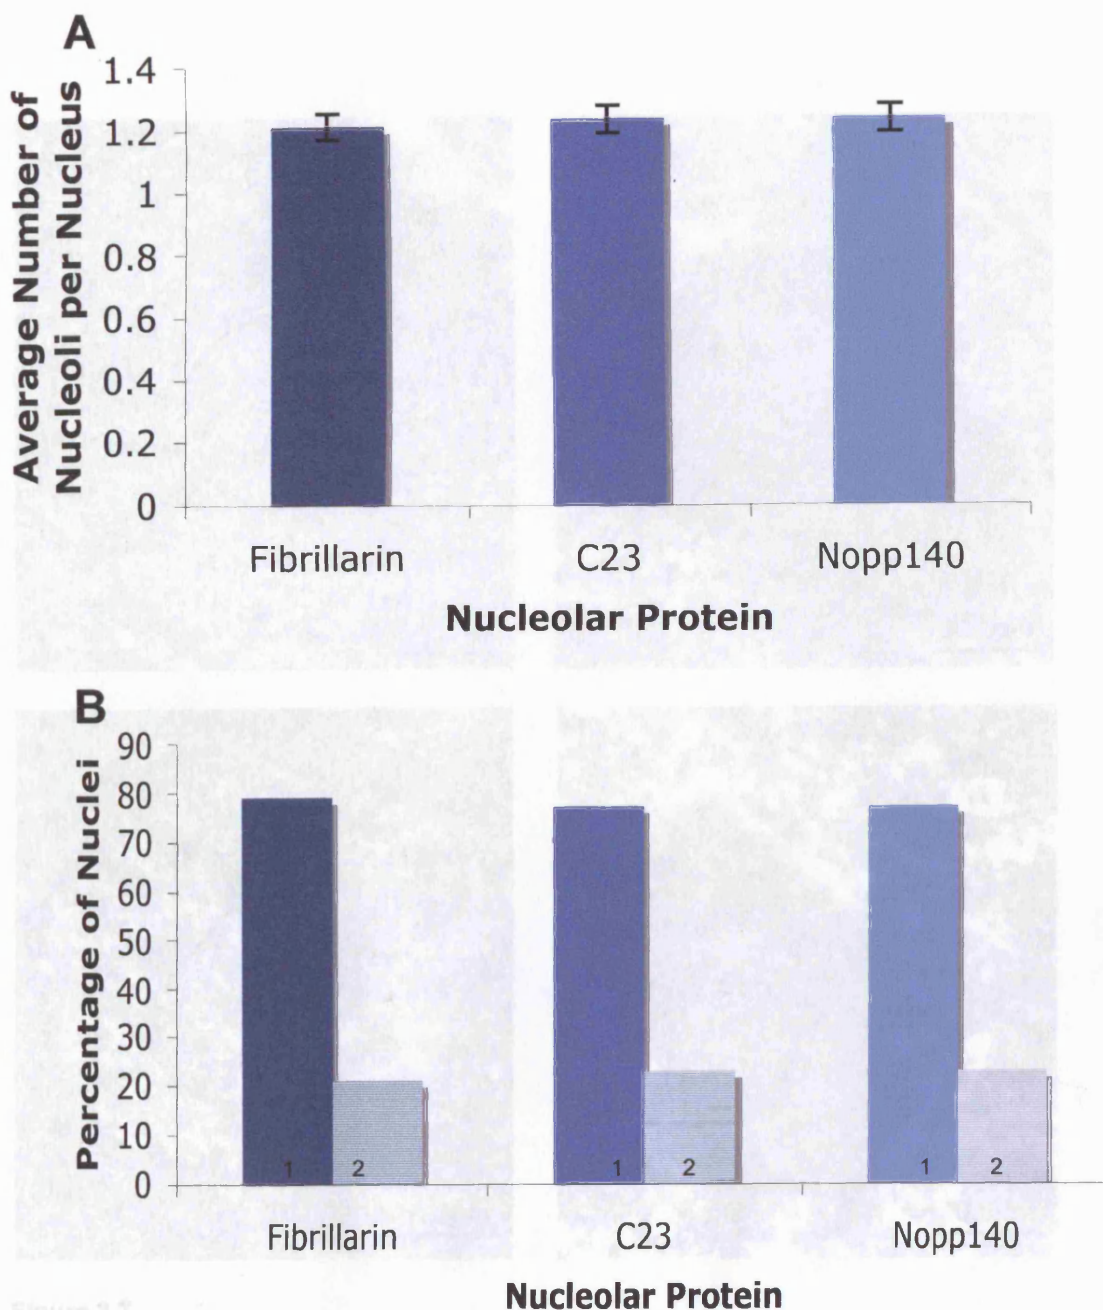 A
Average Number of
Nucleoli per Nucleus
1.4
1.2
1
0.8
0.6
0.4
0.2
0
Fibrillarin
C23
Nopp140
Nucleolar Protein
B
Percentage of Nuclei
90
80
70
60
50
40
30
20
10
0
1
2
1
2
1
2
Fibrillarin
C23
Nopp140
Nucleolar Protein